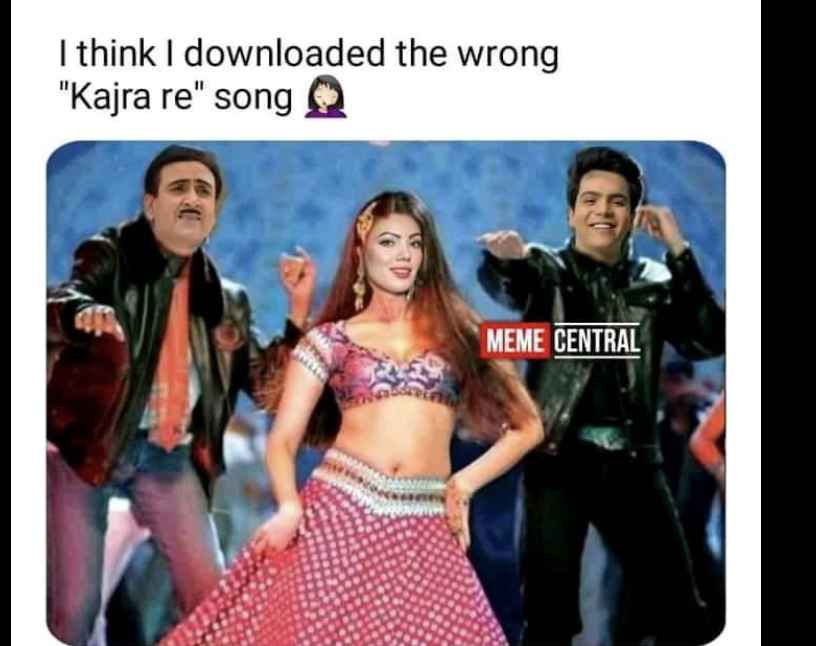 I think I downloaded the wrong
"Kajra re" song 🤦🏻‍♀️
MEME CENTRAL